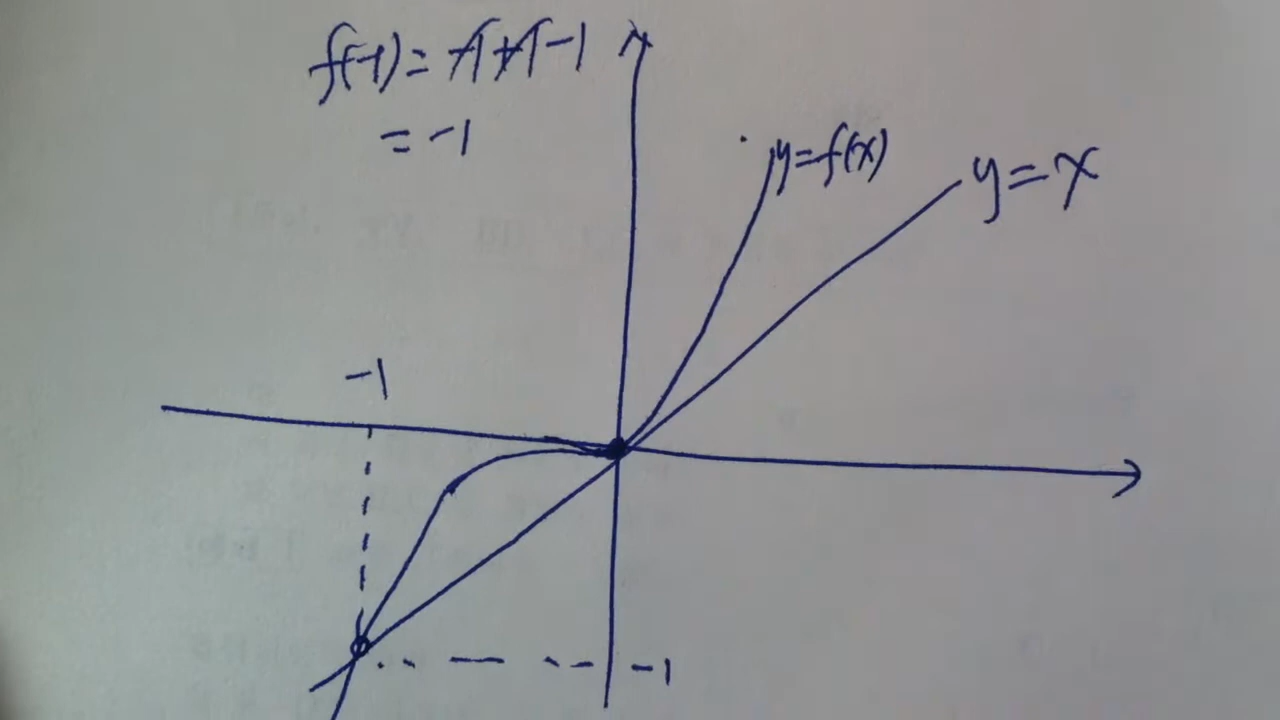 f(-1) = -1+1-1
= -1
y=f(x)
y=x
-1
-1